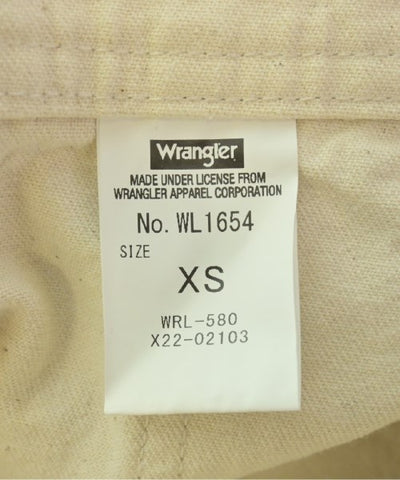 Wrangler
MADE UNDER LICENSE FROM
WRANGLER APPAREL CORPORATION
No. WL1654
SIZE
XS
WRL-580
X22-02103